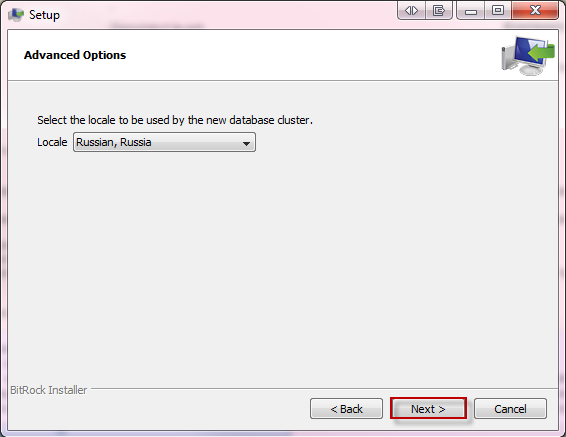 Setup
Advanced Options
Select the locale to be used by the new database cluster.
Locale Russian, Russia
BitRock Installer
< Back Next > Cancel